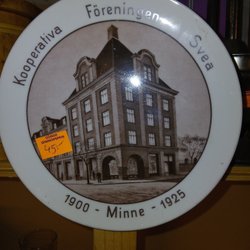 Kooperativa Föreningen Svea
45:-
1900 - Minne - 1925